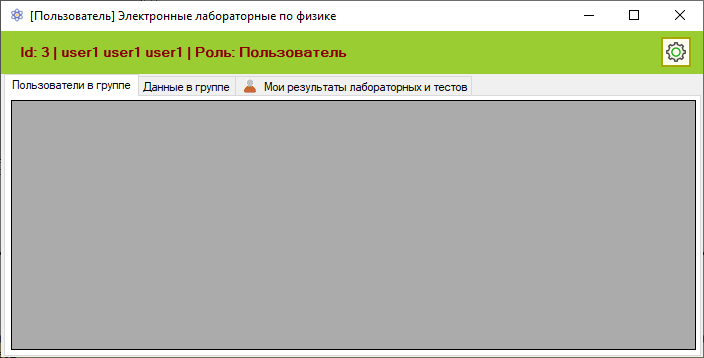 [Пользователь] Электронные лабораторные по физике
Id: 3 | user1 user1 user1 | Роль: Пользователь
Пользователи в группе
Данные в группе
Мои результаты лабораторных и тестов